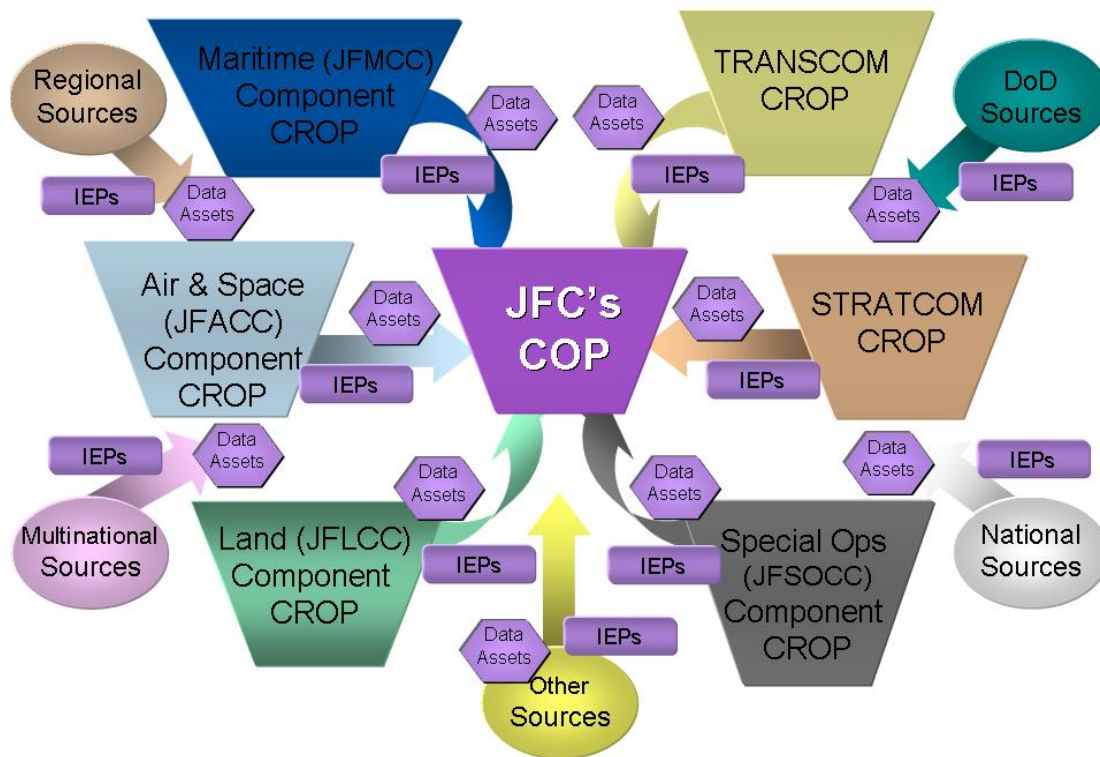 Maritime (JFMCC)
Component
CROP
TRANSCOM
CROP
Regional
Sources
DoD
Sources
Data
Assets
Data
Assets
IEPs
IEPs
IEPs
Data
Assets
IEPs
Data
Assets
Air & Space
(JFACC)
Component
CROP
Data
Assets
IEPs
JFC's
COP
Data
Assets
IEPs
STRATCOM
CROP
IEPs
Data
Assets
Multinational
Sources
Data
Assets
IEPs
Land (JFLCC)
Component
CROP
Data
Assets
IEPs
Data
Assets
IEPs
Special Ops
(JFSOCC)
Component
CROP
Data
Assets
IEPs
National
Sources
Data
Assets
IEPs
Other
Sources